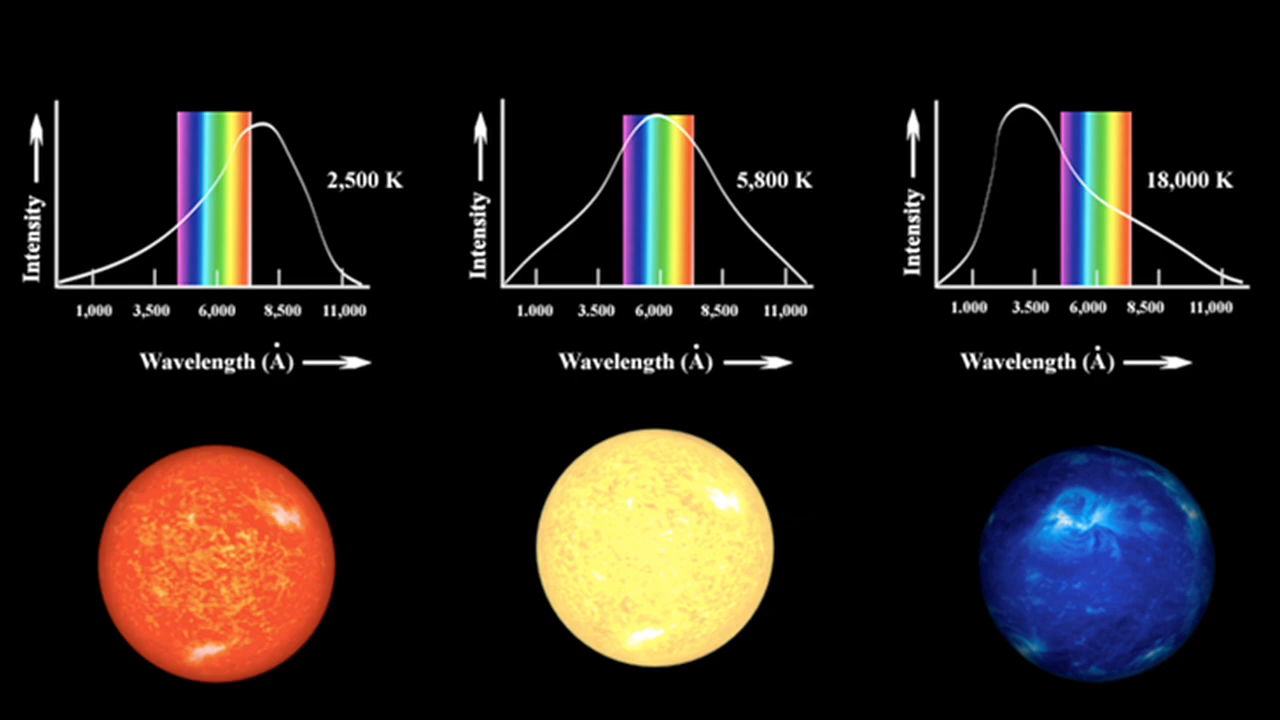 Intensity
2,500 K
1,000 3,500 6,000 8,500 11,000
Wavelength (Å)
Intensity
5,800 K
1.000 3.500 6,000 8,500 11,000
Wavelength (Å)
Intensity
18,000 K
1.000 3.500 6,000 8,500 11,000
Wavelength (Å)